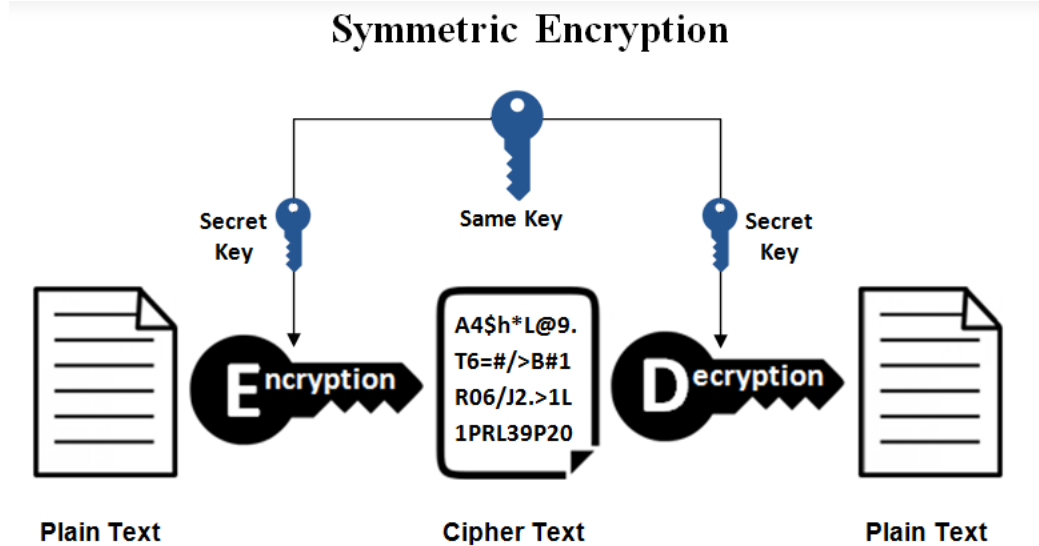 Symmetric Encryption
Same Key
Secret
Key
Secret
Key
Encryption
A4$h*L@9.
T6=#/>B#1
R06/J2.>1L
1PRL39P20
Decryption
Plain Text
Cipher Text
Plain Text